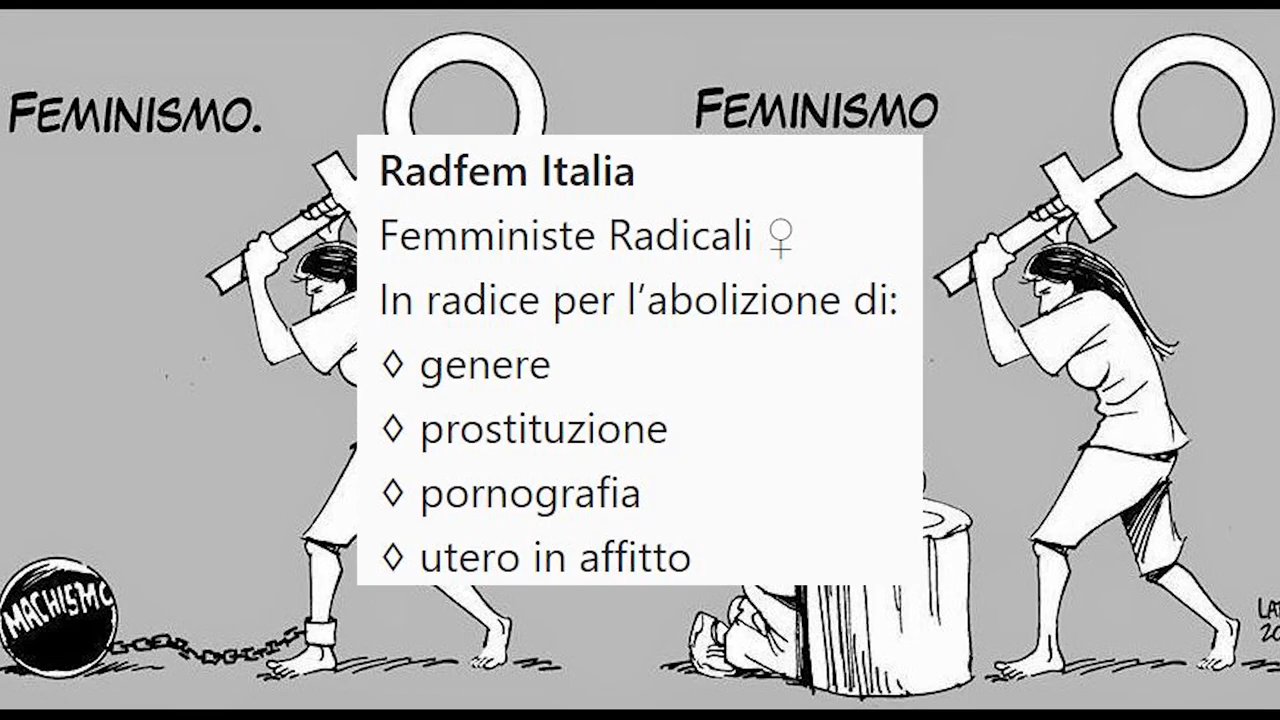 FEMINISMO.
FEMINISMO
Radfem Italia
Femministe Radicali ♀
In radice per l’abolizione di:
◊ genere
◊ prostituzione
◊ pornografia
◊ utero in affitto
MACHISMO